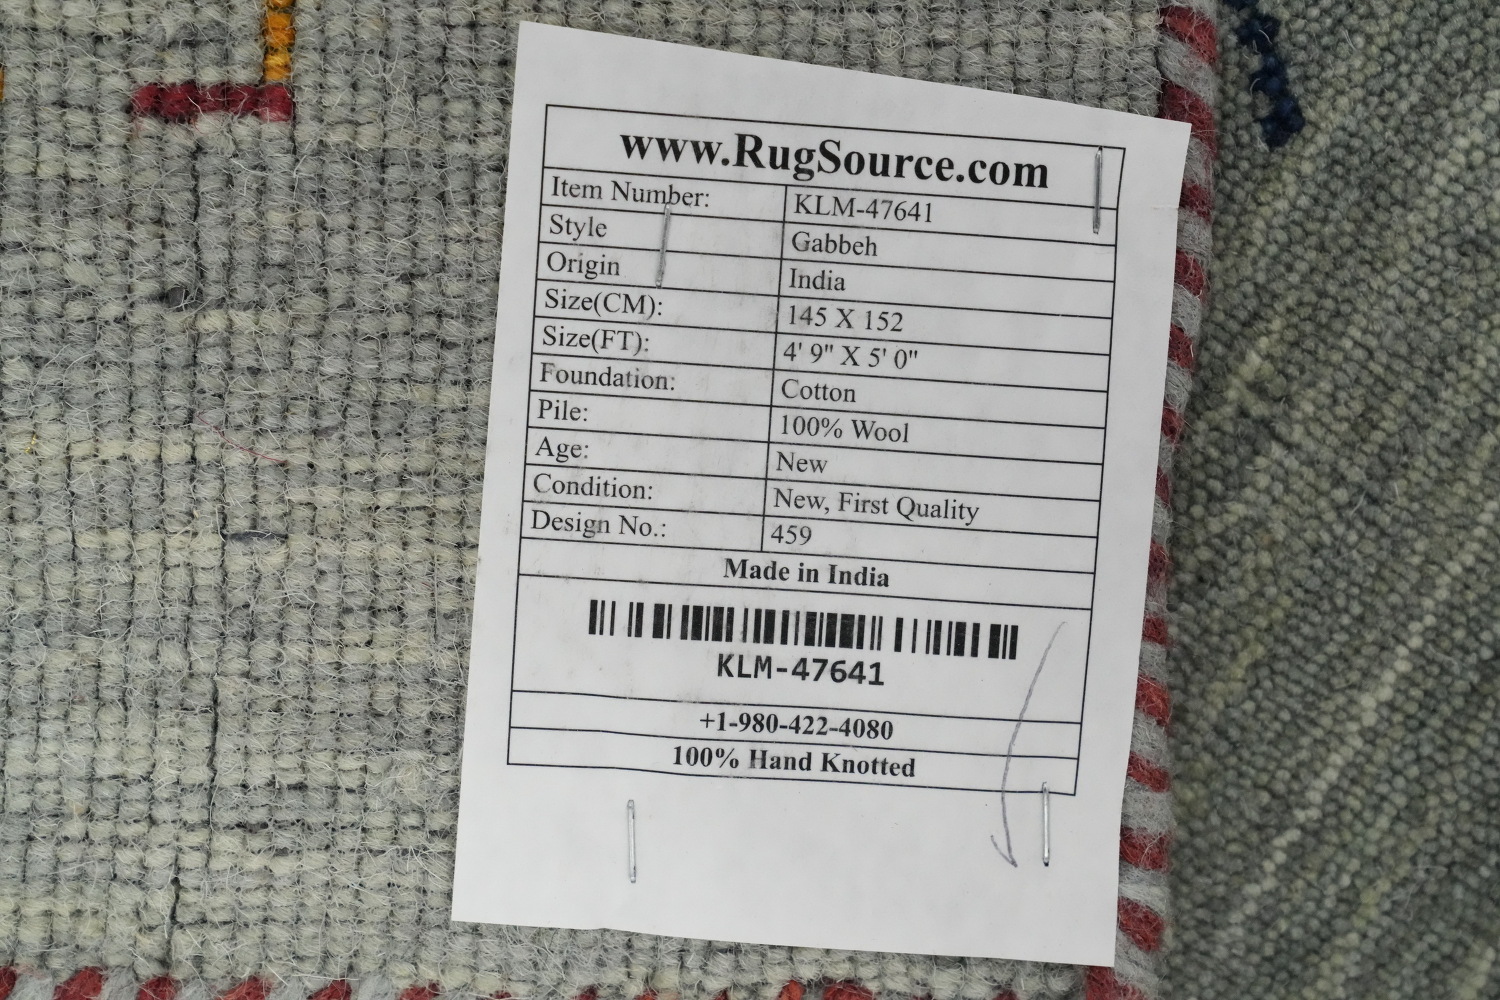 www.RugSource.com
Item Number: KLM-47641
Style Gabbeh
Origin India
Size(CM): 145 X 152
Size(FT): 4' 9" X 5' 0"
Foundation: Cotton
Pile: 100% Wool
Age: New
Condition: New, First Quality
Design No.: 459
Made in India
KLM-47641
+1-980-422-4080
100% Hand Knotted